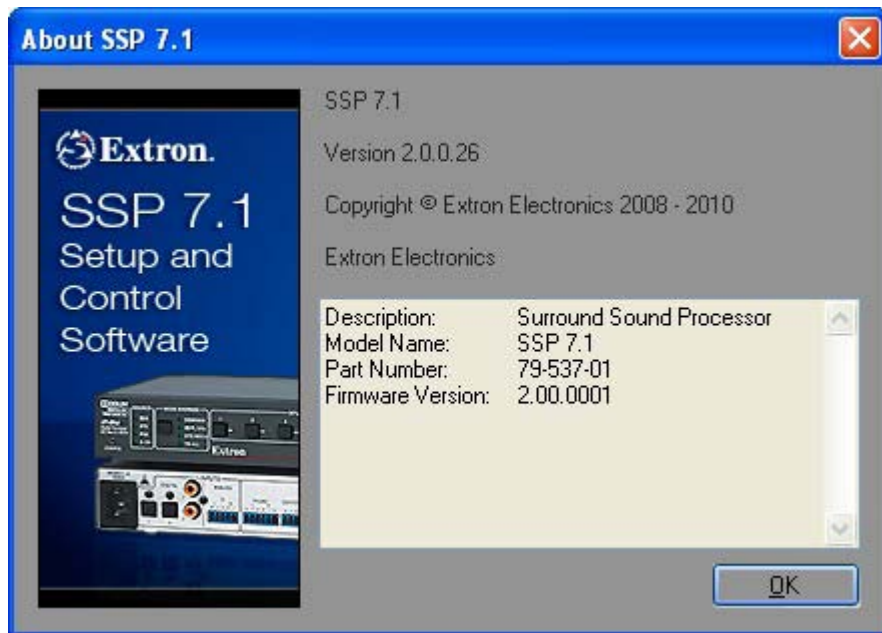 About SSP 7.1
Extron.
SSP 7.1
Setup and
Control
Software
Extron
SSP 7.1
Version 2.0.0.26
Copyright © Extron Electronics 2008 - 2010
Extron Electronics
Description: Surround Sound Processor
Model Name: SSP 7.1
Part Number: 79-537-01
Firmware Version: 2.00.0001
OK